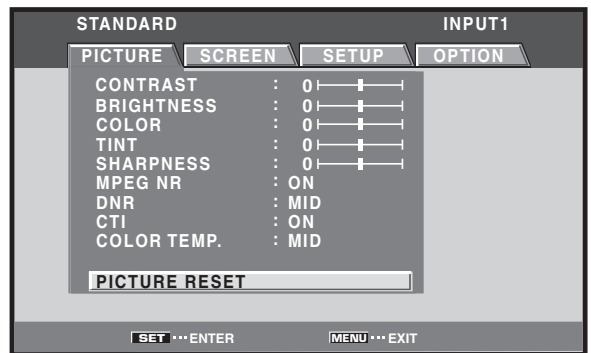 STANDARD INPUT1
PICTURE SCREEN SETUP OPTION
CONTRAST : 0
BRIGHTNESS : 0
COLOR : 0
TINT : 0
SHARPNESS : 0
MPEG NR : ON
DNR : MID
CTI : ON
COLOR TEMP. : MID
PICTURE RESET
SET ··· ENTER MENU ··· EXIT